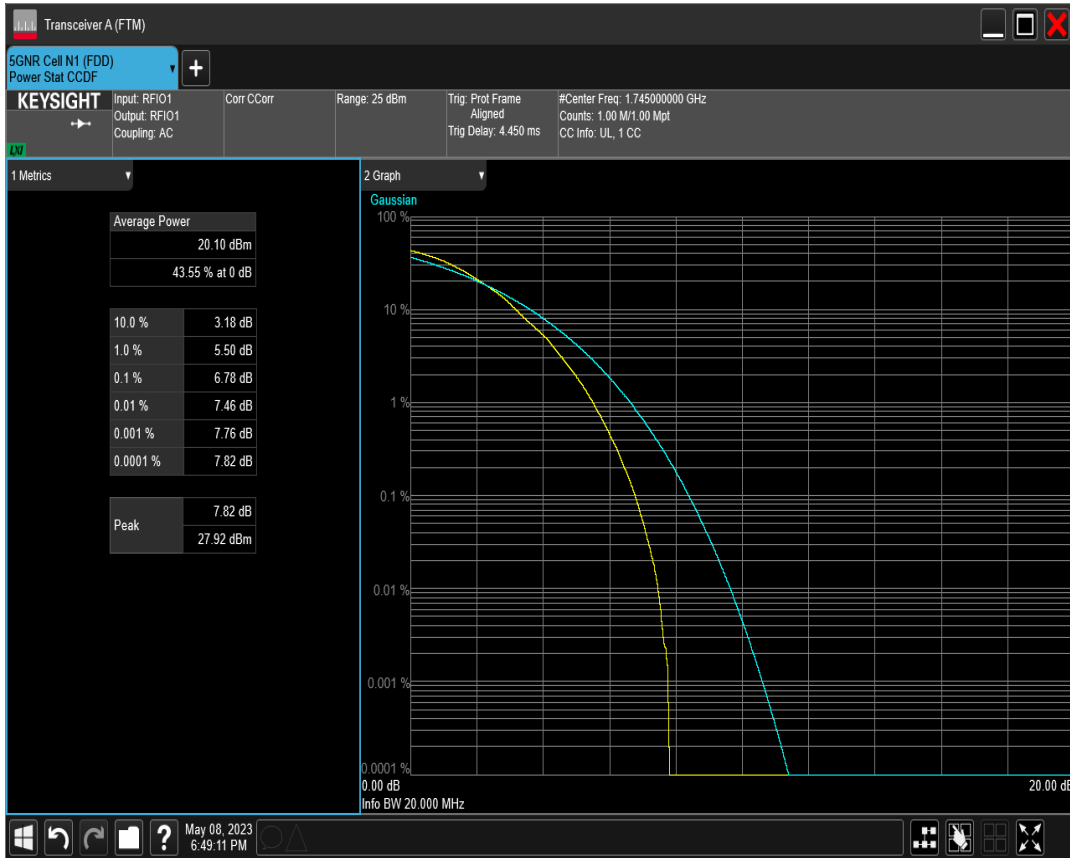 Transceiver A (FTM)
5GNR Cell N1 (FDD)
Power Stat CCDF
KEYSIGHT
LXI
Input: RFIO1
Output: RFIO1
Coupling: AC
Corr CCorr
Range: 25 dBm
Trig: Prot Frame
Aligned
Trig Delay: 4.450 ms
#Center Freq: 1.745000000 GHz
Counts: 1.00 M/1.00 Mpt
CC Info: UL, 1 CC
1 Metrics
Average Power
20.10 dBm
43.55 % at 0 dB
10.0 % 3.18 dB
1.0 % 5.50 dB
0.1 % 6.78 dB
0.01 % 7.46 dB
0.001 % 7.76 dB
0.0001 % 7.82 dB
Peak
7.82 dB
27.92 dBm
2 Graph
Gaussian
100 %
10 %
1 %
0.1 %
0.01 %
0.001 %
0.0001 %
0.00 dB 20.00 dB
Info BW 20.000 MHz
?
May 08, 2023
6:49:11 PM